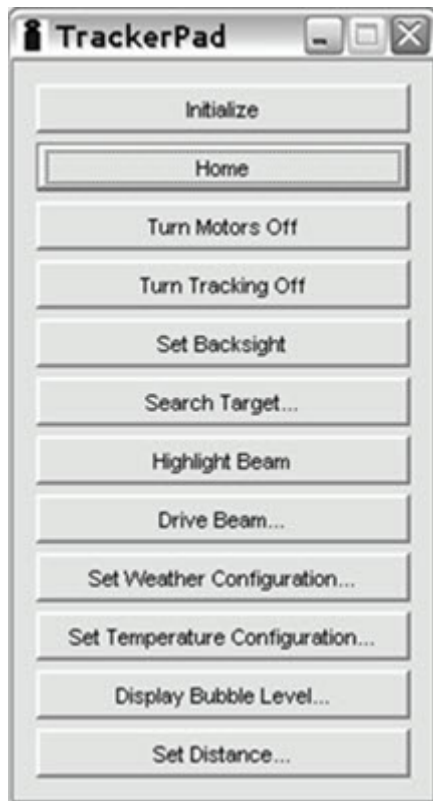 TrackerPad
Initialize
Home
Turn Motors Off
Turn Tracking Off
Set Backsight
Search Target...
Highlight Beam
Drive Beam...
Set Weather Configuration...
Set Temperature Configuration...
Display Bubble Level...
Set Distance...